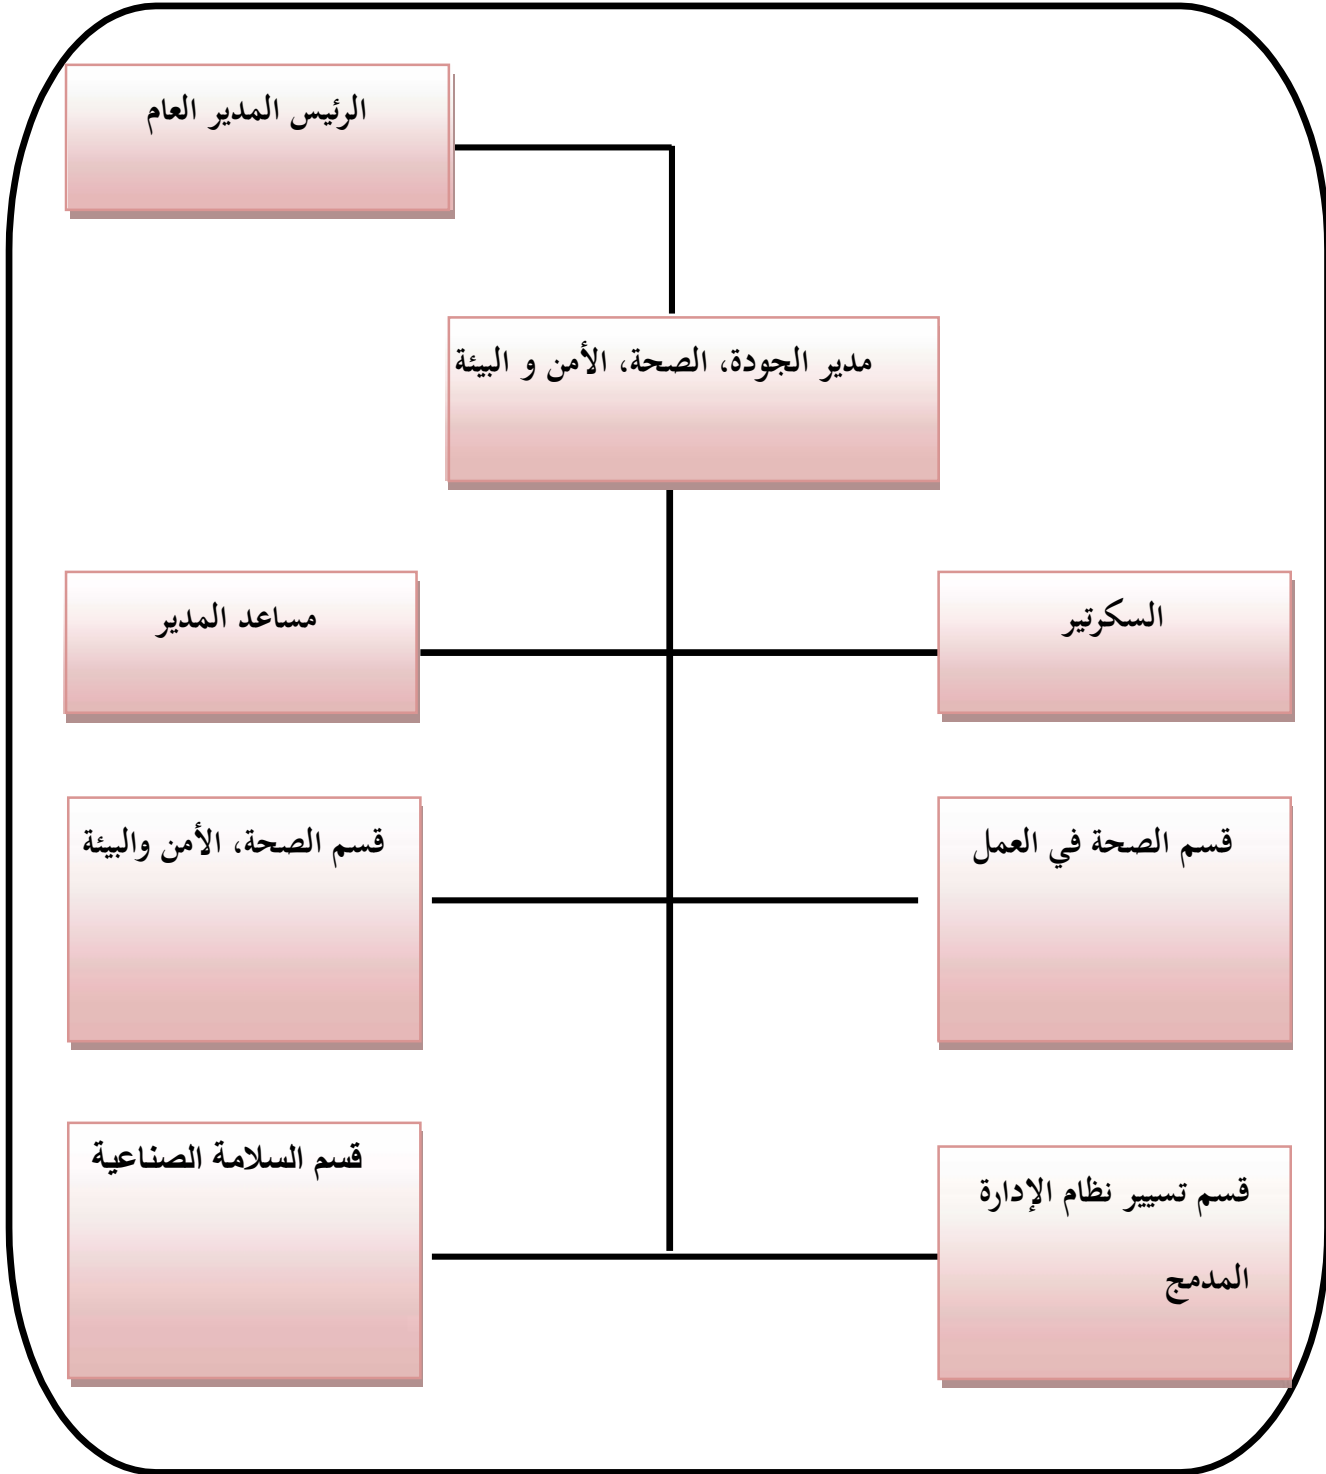 الرئيس المدير العام
مدير الجودة، الصحة، الأمن و البيئة
السكرتير
مساعد المدير
قسم الصحة في العمل
قسم الصحة، الأمن والبيئة
قسم تسيير نظام الإدارة
المدمج
قسم السلامة الصناعية